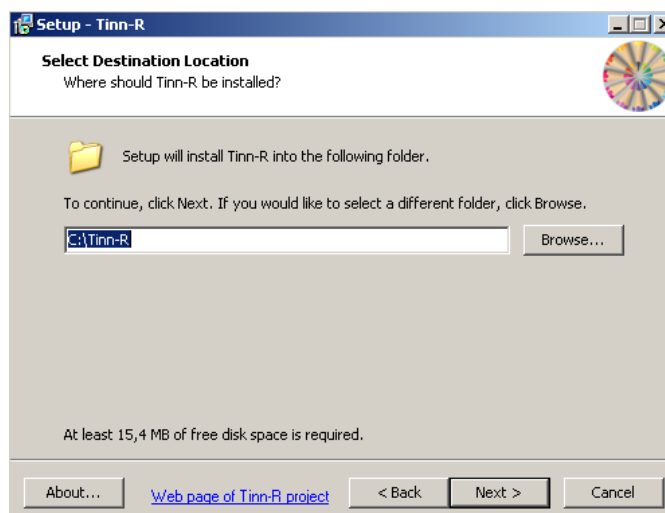 Setup - Tinn-R
Select Destination Location
Where should Tinn-R be installed?
Setup will install Tinn-R into the following folder.
To continue, click Next. If you would like to select a different folder, click Browse.
C:\Tinn-R
Browse...
At least 15,4 MB of free disk space is required.
About...
Web page of Tinn-R project
< Back
Next >
Cancel